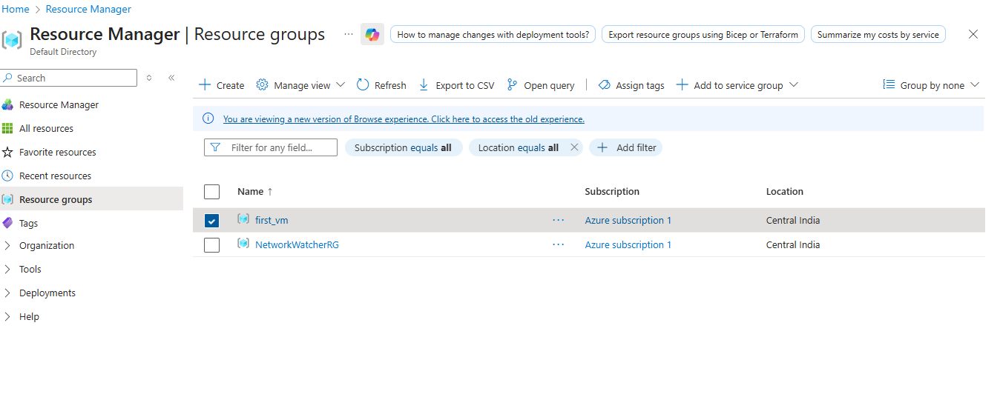 Home > Resource Manager
Resource Manager | Resource groups ... How to manage changes with deployment tools? Export resource groups using Bicep or Terraform Summarize my costs by service
Default Directory
Search
Resource Manager
All resources
Favorite resources
Recent resources
Resource groups
Tags
Organization
Tools
Deployments
Help
Create Manage view Refresh Export to CSV Open query | Assign tags Add to service group Group by none
You are viewing a new version of Browse experience. Click here to access the old experience.
Filter for any field... Subscription equals all Location equals all Add filter
Name ↑ Subscription Location
first_vm ... Azure subscription 1 Central India
NetworkWatcherRG ... Azure subscription 1 Central India